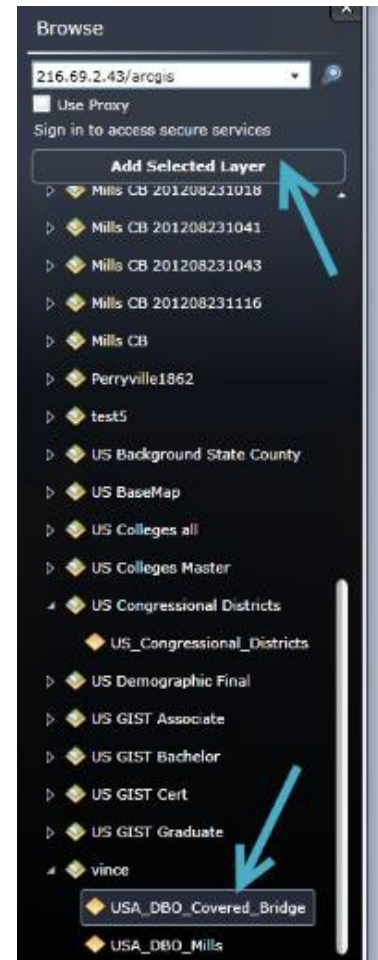 Browse
216.69.2.43/arcgis
Use Proxy
Sign in to access secure services
Add Selected Layer
Mills CB 201208231018
Mills CB 201208231041
Mills CB 201208231043
Mills CB 201208231116
Mills CB
Perryville1862
test5
US Background State County
US BaseMap
US Colleges all
US Colleges Master
US Congressional Districts
US_Congressional_Districts
US Demographic Final
US GIST Associate
US GIST Bachelor
US GIST Cert
US GIST Graduate
vince
USA_DBO_Covered_Bridge
USA_DBO_Mills